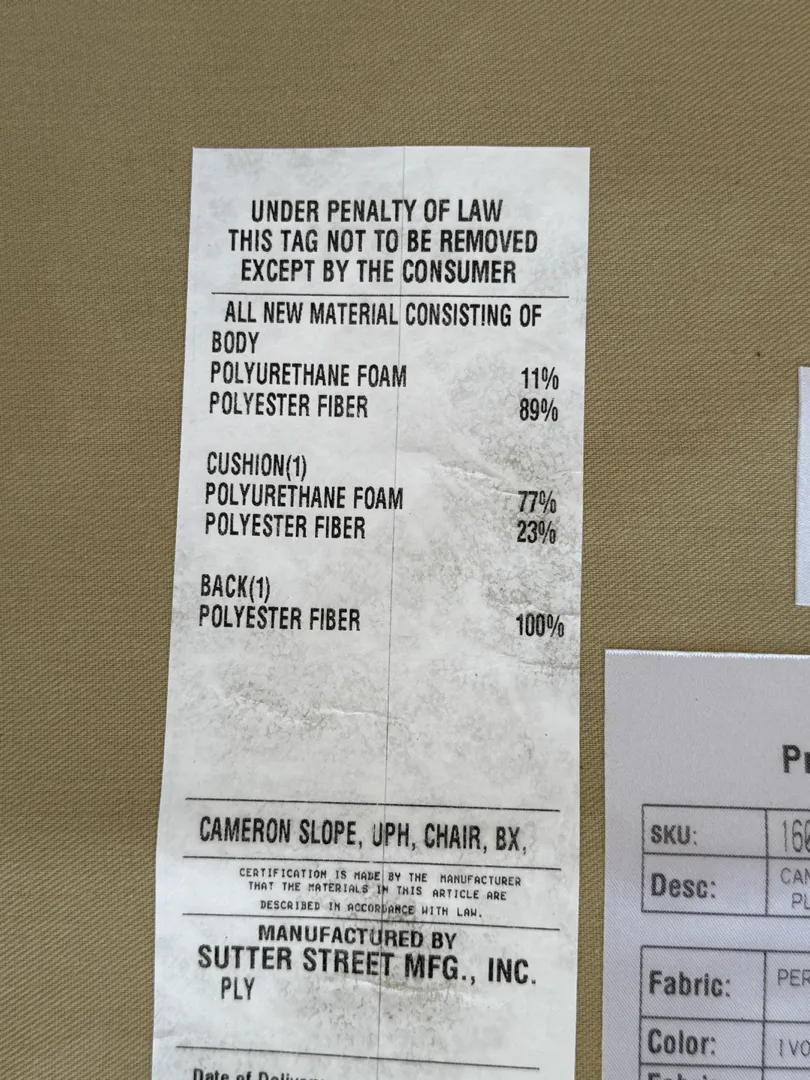 UNDER PENALTY OF LAW
THIS TAG NOT TO BE REMOVED
EXCEPT BY THE CONSUMER
ALL NEW MATERIAL CONSISTING OF
BODY
POLYURETHANE FOAM 11%
POLYESTER FIBER 89%
CUSHION(1)
POLYURETHANE FOAM 77%
POLYESTER FIBER 23%
BACK(1)
POLYESTER FIBER 100%
CAMERON SLOPE, UPH, CHAIR, BX,
CERTIFICATION IS MADE BY THE MANUFACTURER
THAT THE MATERIALS IN THIS ARTICLE ARE
DESCRIBED IN ACCORDANCE WITH LAW.
MANUFACTURED BY
SUTTER STREET MFG., INC.
PLY
Date of
SKU:
Desc:
Fabric:
Color: